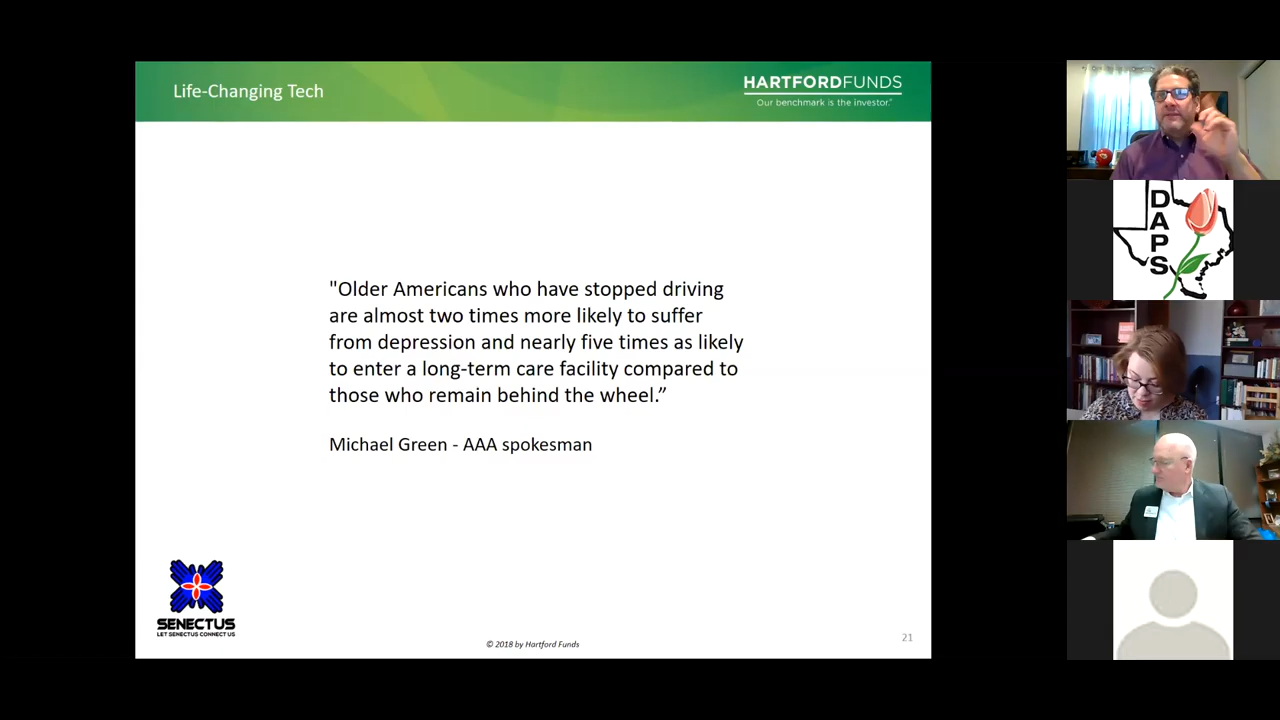 Life-Changing Tech
HARTFORDFUNDS
Our benchmark is the investor.®
"Older Americans who have stopped driving
are almost two times more likely to suffer
from depression and nearly five times as likely
to enter a long-term care facility compared to
those who remain behind the wheel.”
Michael Green - AAA spokesman
SENECTUS
LET SENECTUS CONNECT US
© 2018 by Hartford Funds
21
DAPS